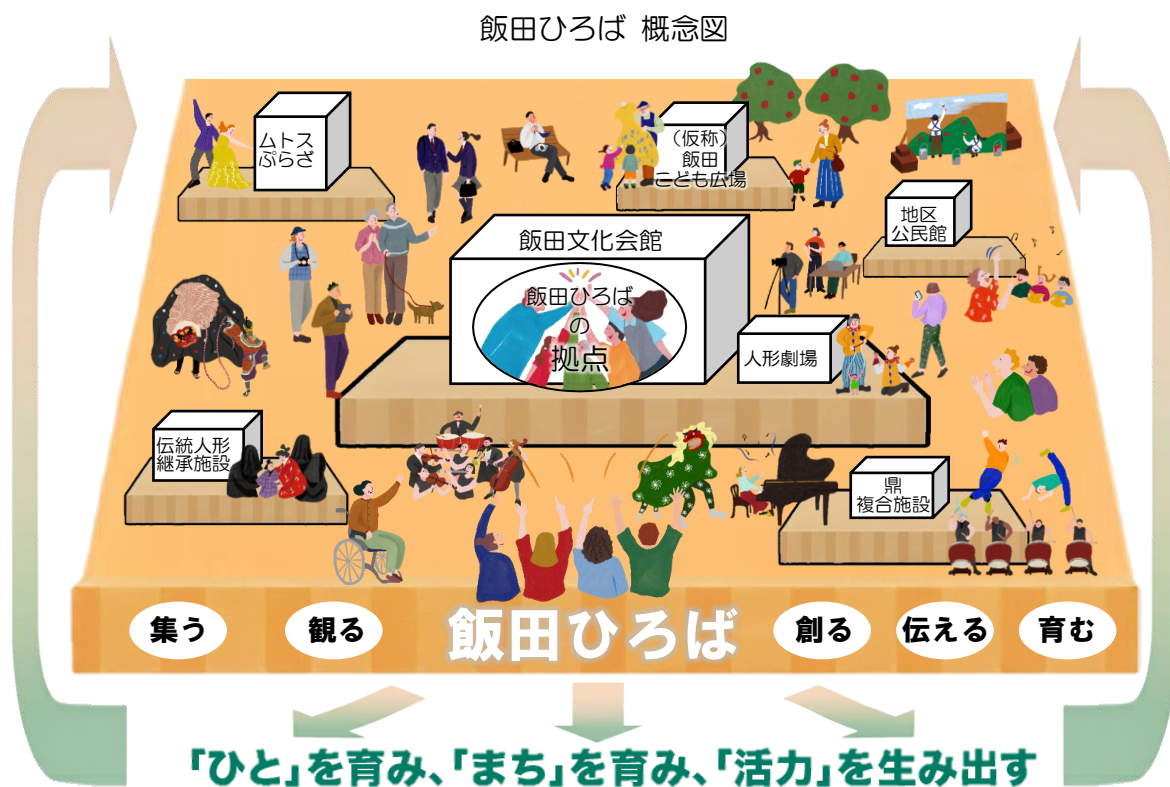 飯田ひろば 概念図
ムトス
ぷらざ
（仮称）
飯田
こども広場
地区
公民館
飯田文化会館
飯田ひろば
の
拠点
人形劇場
伝統人形
継承施設
鼎
複合施設
集う
観る
飯田ひろば
創る
伝える
育む
「ひと」を育み、「まち」を育み、「活力」を生み出す